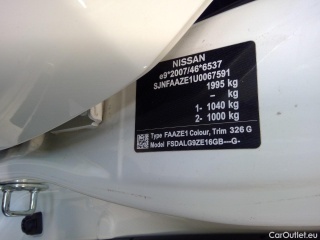 NISSAN
e9*2007/46*6537
SJNFAAZE1U0067591
1995 kg
– kg
1- 1040 kg
2- 1000 kg
Type FAAZE1 Colour, Trim 326 G
Model FSDALG9ZE16GB—G-
CarOutlet.eu